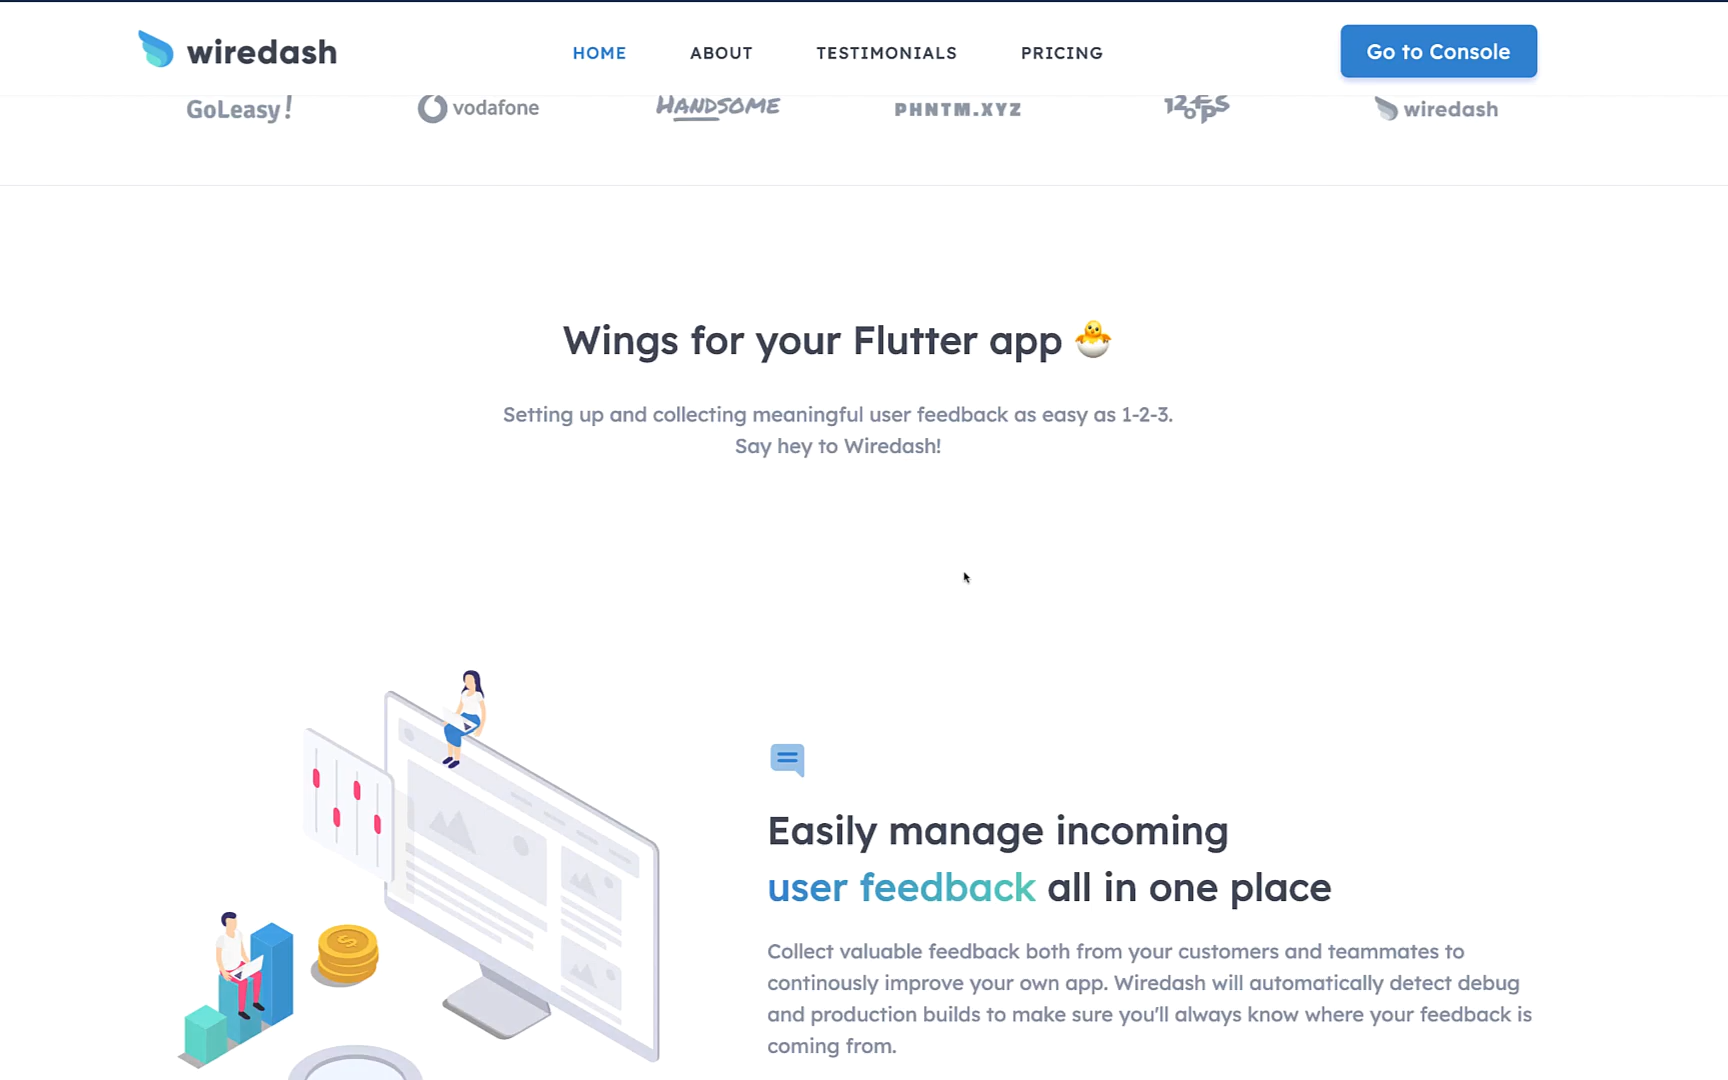 wiredash
HOME
ABOUT
TESTIMONIALS
PRICING
Go to Console
GoLeasy!
vodafone
HANDSOME
PHNTM.XYZ
wiredash
Wings for your Flutter app 🐣
Setting up and collecting meaningful user feedback as easy as 1-2-3.
Say hey to Wiredash!
Easily manage incoming
user feedback all in one place
Collect valuable feedback both from your customers and teammates to
continously improve your own app. Wiredash will automatically detect debug
and production builds to make sure you'll always know where your feedback is
coming from.